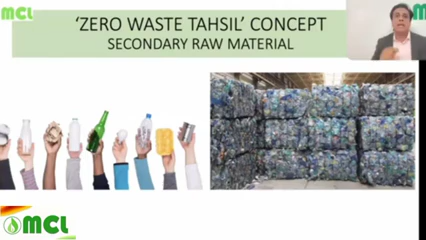 MCL
'ZERO WASTE TAHSIL' CONCEPT
SECONDARY RAW MATERIAL
MCL